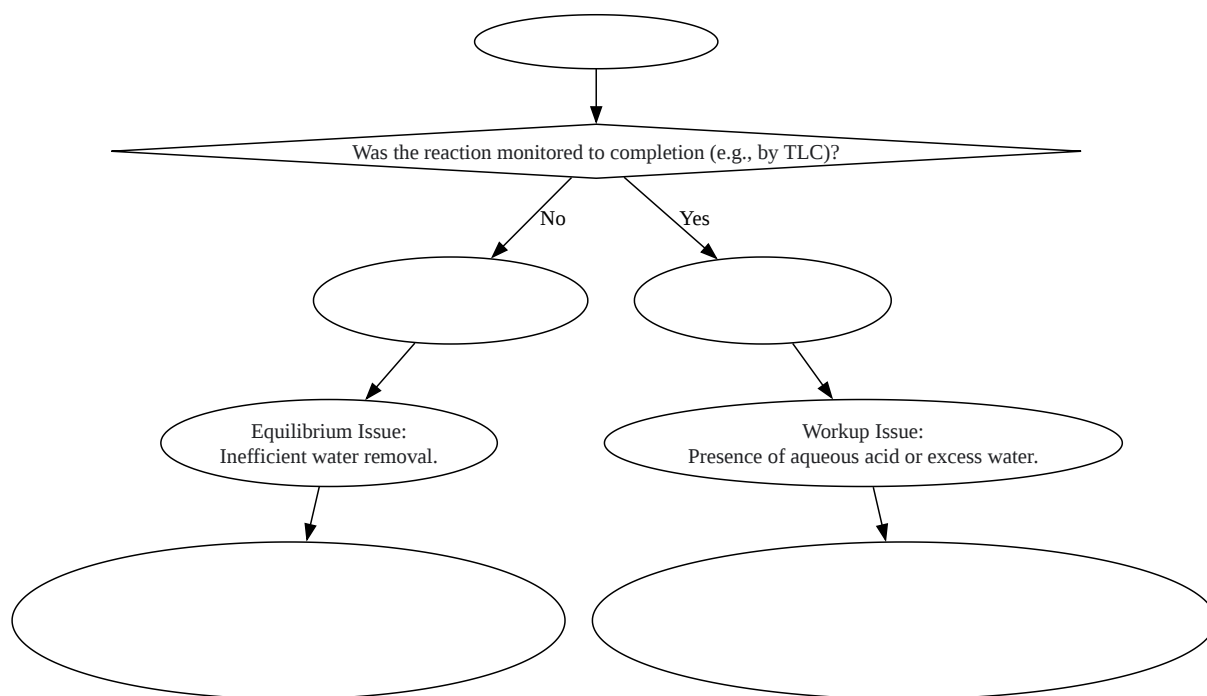 Was the reaction monitored to completion (e.g., by TLC)?
No
Yes
Equilibrium Issue:
Inefficient water removal.
Workup Issue:
Presence of aqueous acid or excess water.